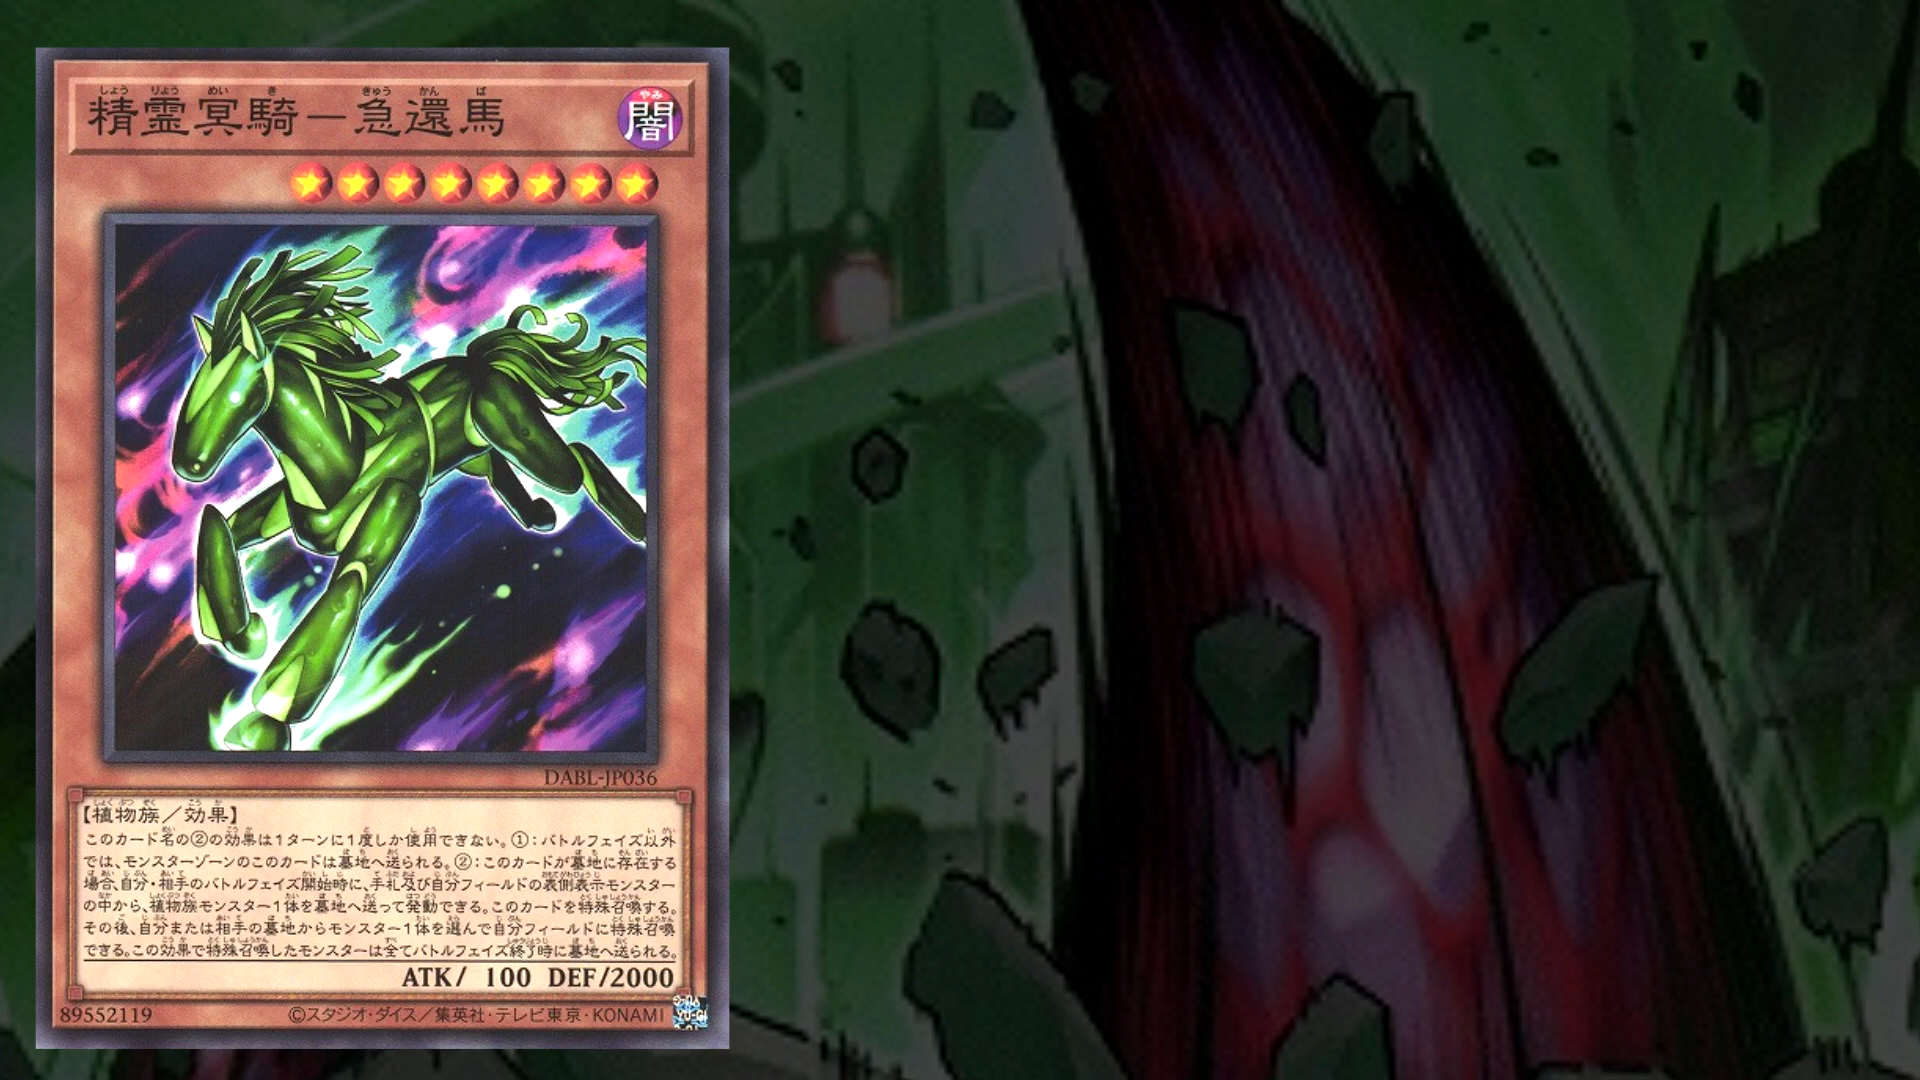 精霊冥騎－急還馬
闇
DABL-JP036
【植物族／効果】
このカード名の②の効果は１ターンに１度しか使用できない。①：バトルフェイズ以外
では、モンスターゾーンのこのカードは墓地へ送られる。②：このカードが墓地に存在する
場合、自分・相手のバトルフェイズ開始時に、手札及び自分フィールドの表側表示モンスター
の中から、植物族モンスター１体を墓地へ送って発動できる。このカードを特殊召喚する。
その後、自分または相手の墓地からモンスター１体を選んで自分フィールドに特殊召喚
できる。この効果で特殊召喚したモンスターは全てバトルフェイズ終了時に墓地へ送られる。
ATK/ 100 DEF/2000
89552119 ©スタジオ・ダイス／集英社・テレビ東京・KONAMI